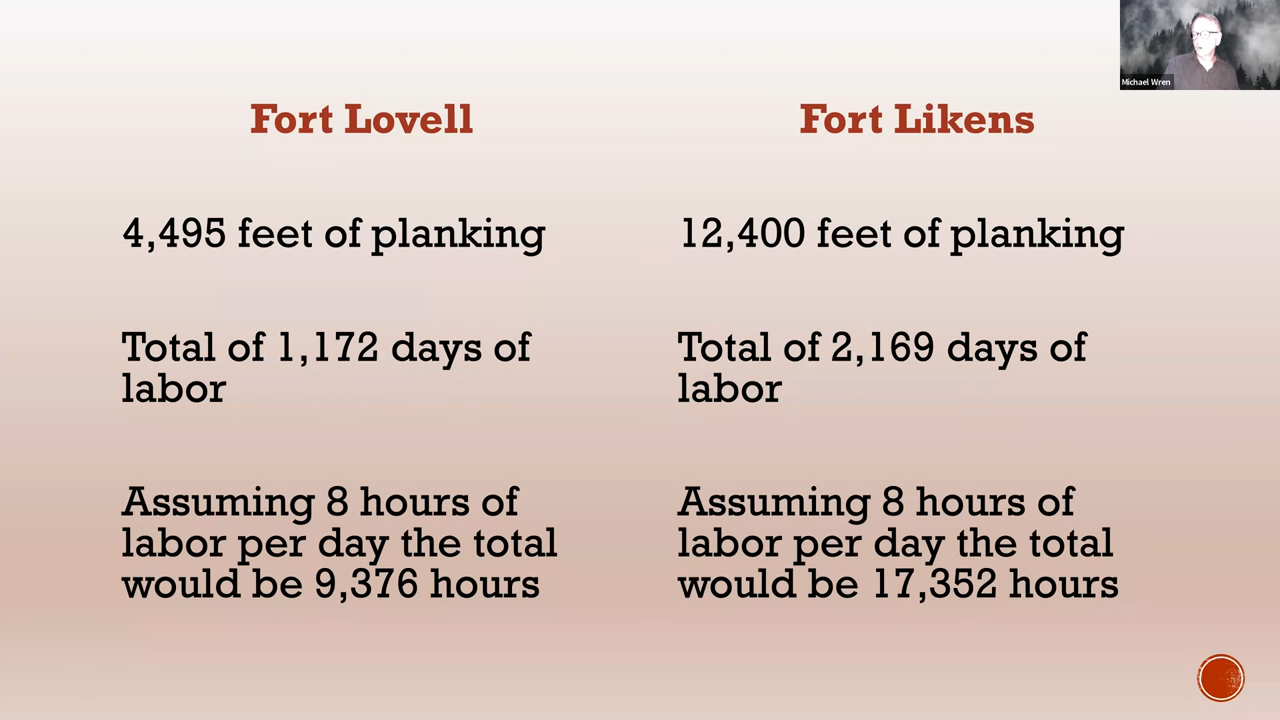 Michael Wren
Fort Lovell
4,495 feet of planking
Total of 1,172 days of
labor
Assuming 8 hours of
labor per day the total
would be 9,376 hours
Fort Likens
12,400 feet of planking
Total of 2,169 days of
labor
Assuming 8 hours of
labor per day the total
would be 17,352 hours